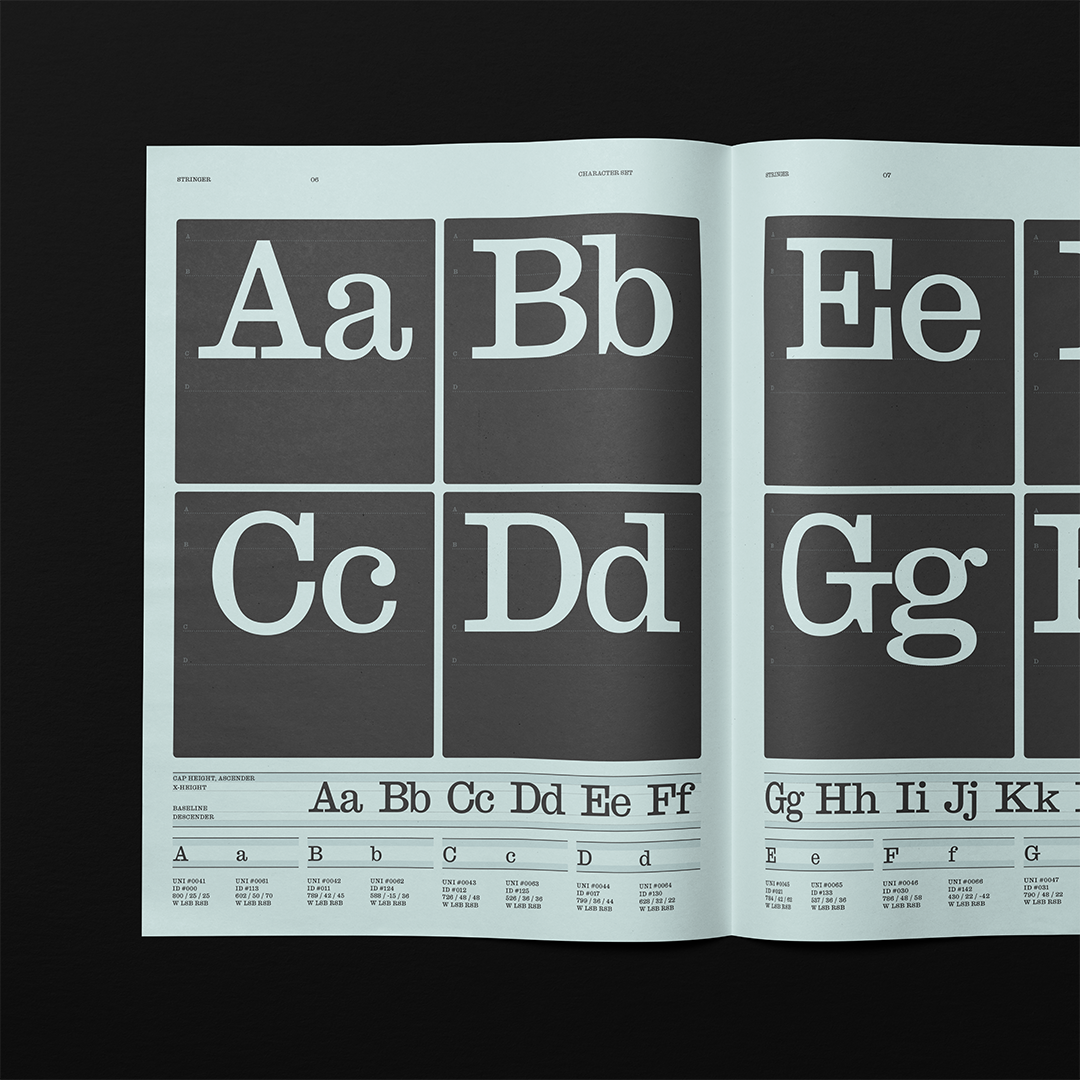 STRINGER 06 CHARACTER SET
STRINGER 07
A
B
C
D
Aa
A
B
C
D
Bb
A
B
C
D
Ee
A
B
C
D
A
B
C
D
Cc
A
B
C
D
Dd
A
B
C
D
Gg
A
B
C
D
CAP HEIGHT, ASCENDER
X-HEIGHT
BASELINE
DESCENDER
Aa Bb Cc Dd Ee Ff
Gg Hh Ii Jj Kk
A a B b C c D d
E e F f G
UNI #0041 UNI #0061 UNI #0042 UNI #0062 UNI #0043 UNI #0063 UNI #0044 UNI #0064
ID #000 ID #113 ID #011 ID #124 ID #012 ID #125 ID #017 ID #130
800 / 25 / 25 602 / 50 / 70 789 / 42 / 45 588 / -15 / 36 726 / 48 / 48 526 / 36 / 36 799 / 36 / 44 628 / 32 / 22
W LSB RSB W LSB RSB W LSB RSB W LSB RSB W LSB RSB W LSB RSB W LSB RSB W LSB RSB
UNI #0045 UNI #0065 UNI #0046 UNI #0066 UNI #0047
ID #021 ID #133 ID #030 ID #142 ID #031
784 / 42 / 62 537 / 36 / 36 786 / 48 / 58 430 / 22 / -42 790 / 48 / 22
W LSB RSB W LSB RSB W LSB RSB W LSB RSB W LSB RSB